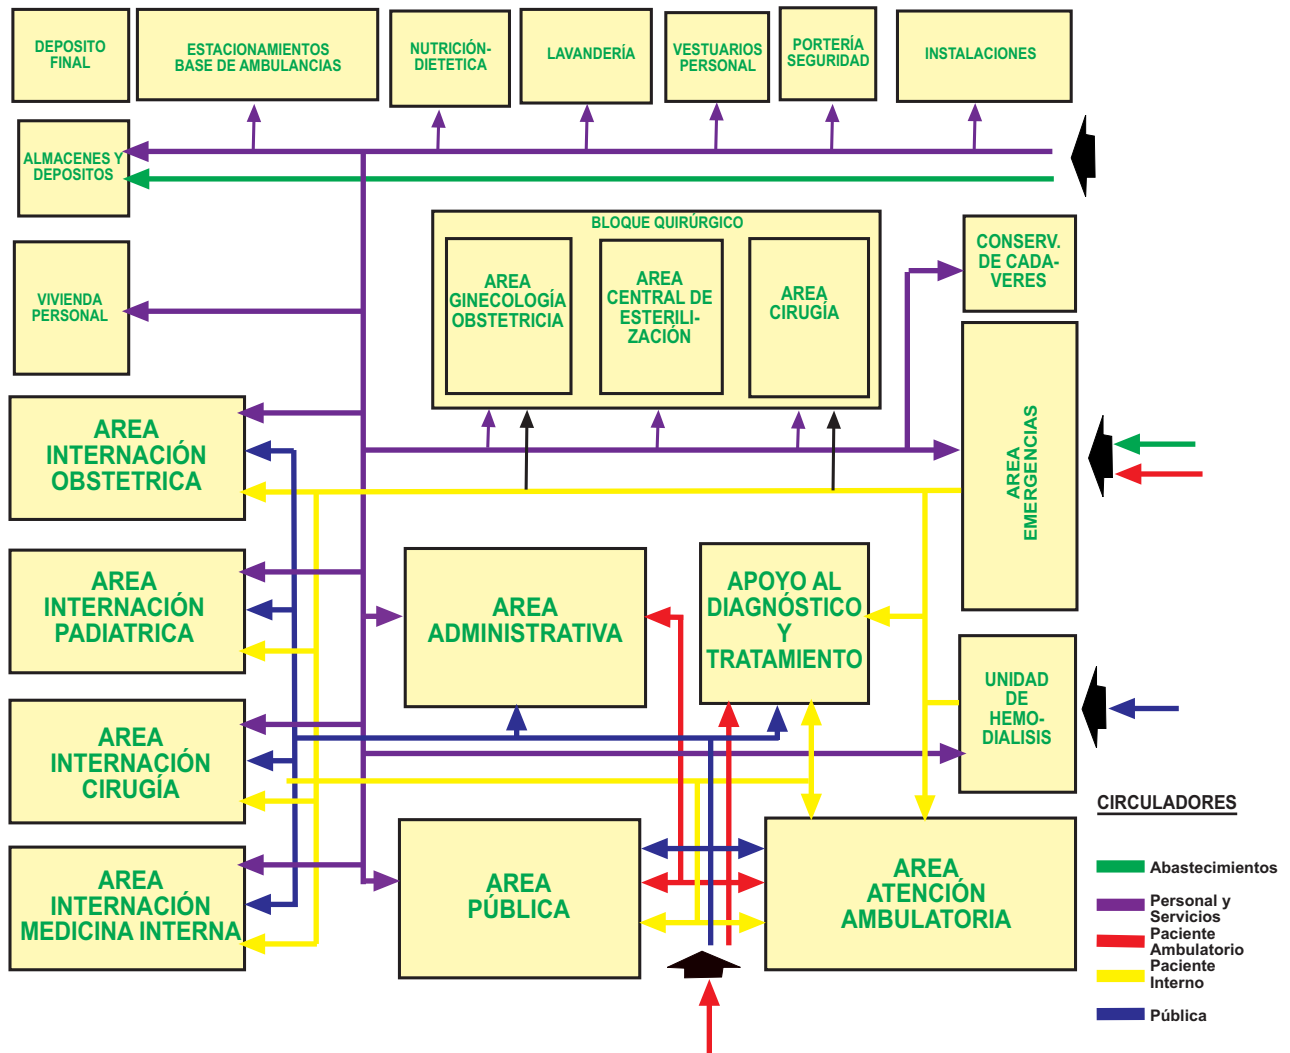 DEPOSITO
FINAL
ESTACIONAMIENTOS
BASE DE AMBULANCIAS
NUTRICIÓN-
DIETETICA
LAVANDERÍA
VESTUARIOS
PERSONAL
PORTERÍA
SEGURIDAD
INSTALACIONES
ALMACENES Y
DEPOSITOS
BLOQUE QUIRÚRGICO
AREA
GINECOLOGÍA
OBSTETRICIA
AREA
CENTRAL DE
ESTERILI-
ZACIÓN
AREA
CIRUGÍA
CONSERV.
DE CADA-
VERES
VIVIENDA
PERSONAL
AREA
EMERGENCIAS
AREA
INTERNACIÓN
OBSTETRICA
AREA
INTERNACIÓN
PADIATRICA
AREA
ADMINISTRATIVA
APOYO AL
DIAGNÓSTICO
Y
TRATAMIENTO
UNIDAD
DE
HEMO-
DIALISIS
AREA
INTERNACIÓN
CIRUGÍA
AREA
INTERNACIÓN
MEDICINA INTERNA
AREA
PÚBLICA
AREA
ATENCIÓN
AMBULATORIA
CIRCULADORES
Abastecimientos
Personal y
Servicios
Paciente
Ambulatorio
Paciente
Interno
Pública